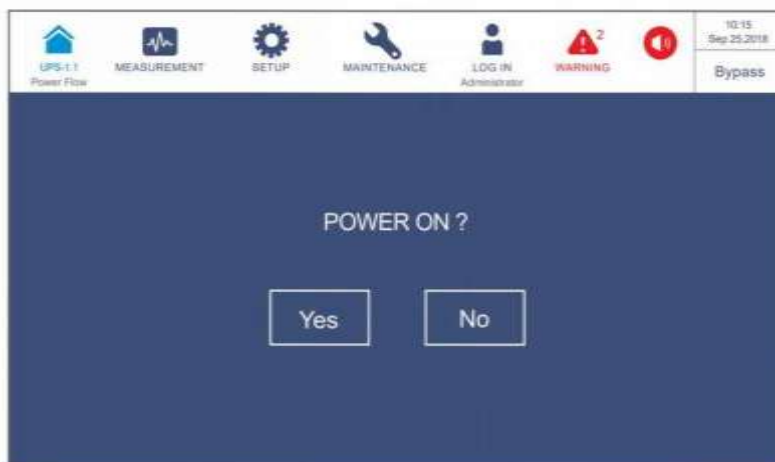 UPS-1.1
Power Flow
MEASUREMENT
SETUP
MAINTENANCE
LOG IN
Administrator
2
WARNING
10:15
Sep.25.2018
Bypass
POWER ON ?
Yes
No